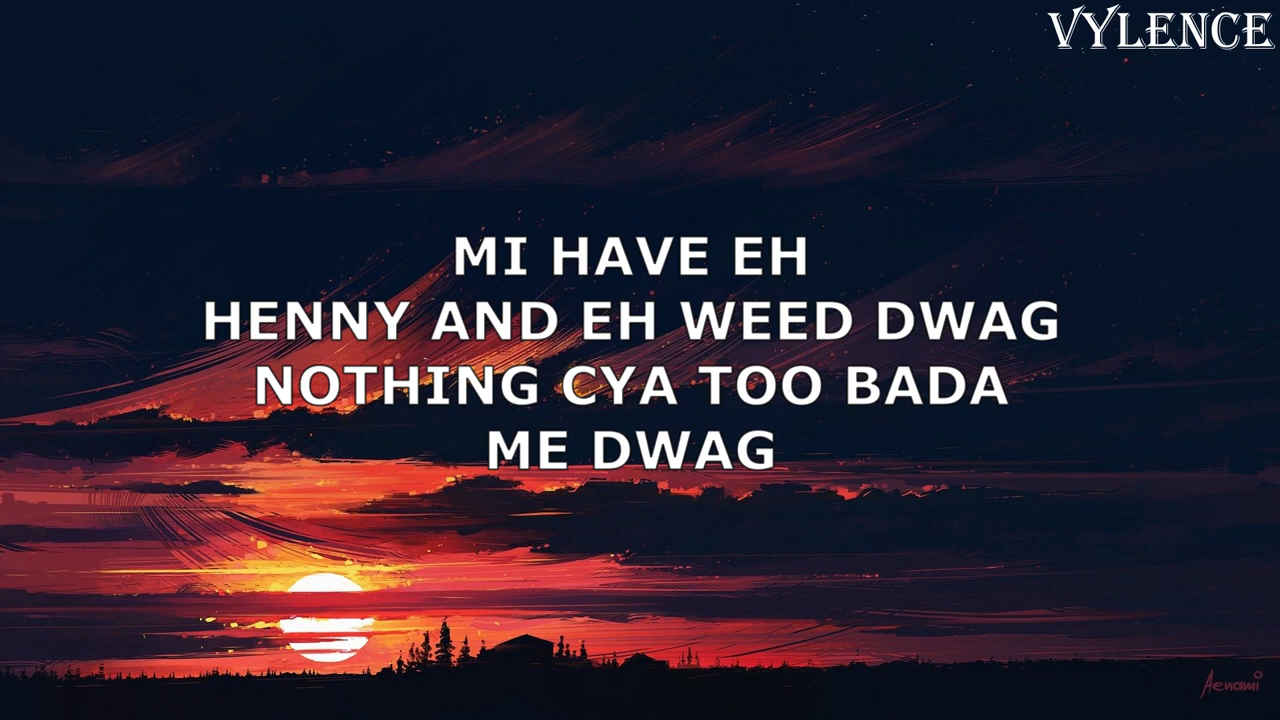 VYLENCE
MI HAVE EH
HENNY AND EH WEED DWAG
NOTHING CYA TOO BADA
ME DWAG
Aenami